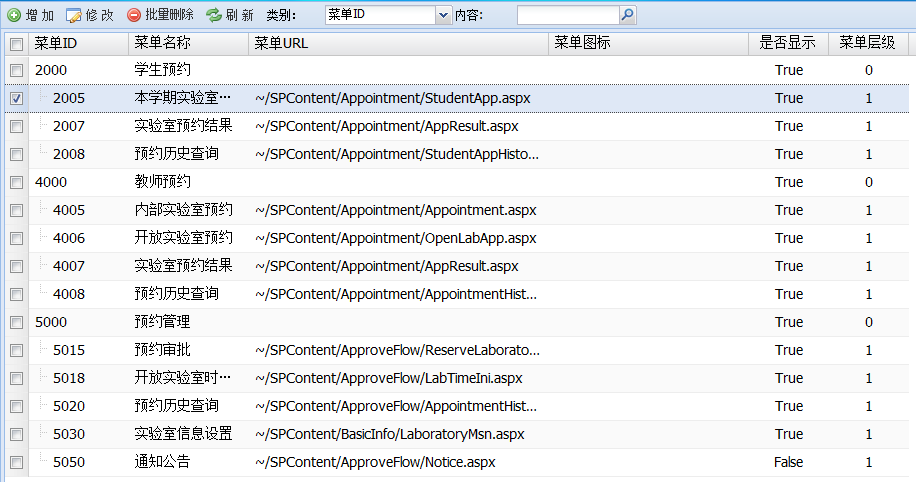 增 加 修 改 批量删除 刷 新 类别： 菜单ID 内容：
菜单ID 菜单名称 菜单URL 菜单图标 是否显示 菜单层级
2000 学生预约 True 0
2005 本学期实验室… ~/SPContent/Appointment/StudentApp.aspx True 1
2007 实验室预约结果 ~/SPContent/Appointment/AppResult.aspx True 1
2008 预约历史查询 ~/SPContent/Appointment/StudentAppHisto... True 1
4000 教师预约 True 0
4005 内部实验室预约 ~/SPContent/Appointment/Appointment.aspx True 1
4006 开放实验室预约 ~/SPContent/Appointment/OpenLabApp.aspx True 1
4007 实验室预约结果 ~/SPContent/Appointment/AppResult.aspx True 1
4008 预约历史查询 ~/SPContent/Appointment/AppointmentHist... True 1
5000 预约管理 True 0
5015 预约审批 ~/SPContent/ApproveFlow/ReserveLaborato... True 1
5018 开放实验室时… ~/SPContent/ApproveFlow/LabTimeIni.aspx True 1
5020 预约历史查询 ~/SPContent/ApproveFlow/AppointmentHist... True 1
5030 实验室信息设置 ~/SPContent/BasicInfo/LaboratoryMsn.aspx True 1
5050 通知公告 ~/SPContent/ApproveFlow/Notice.aspx False 1